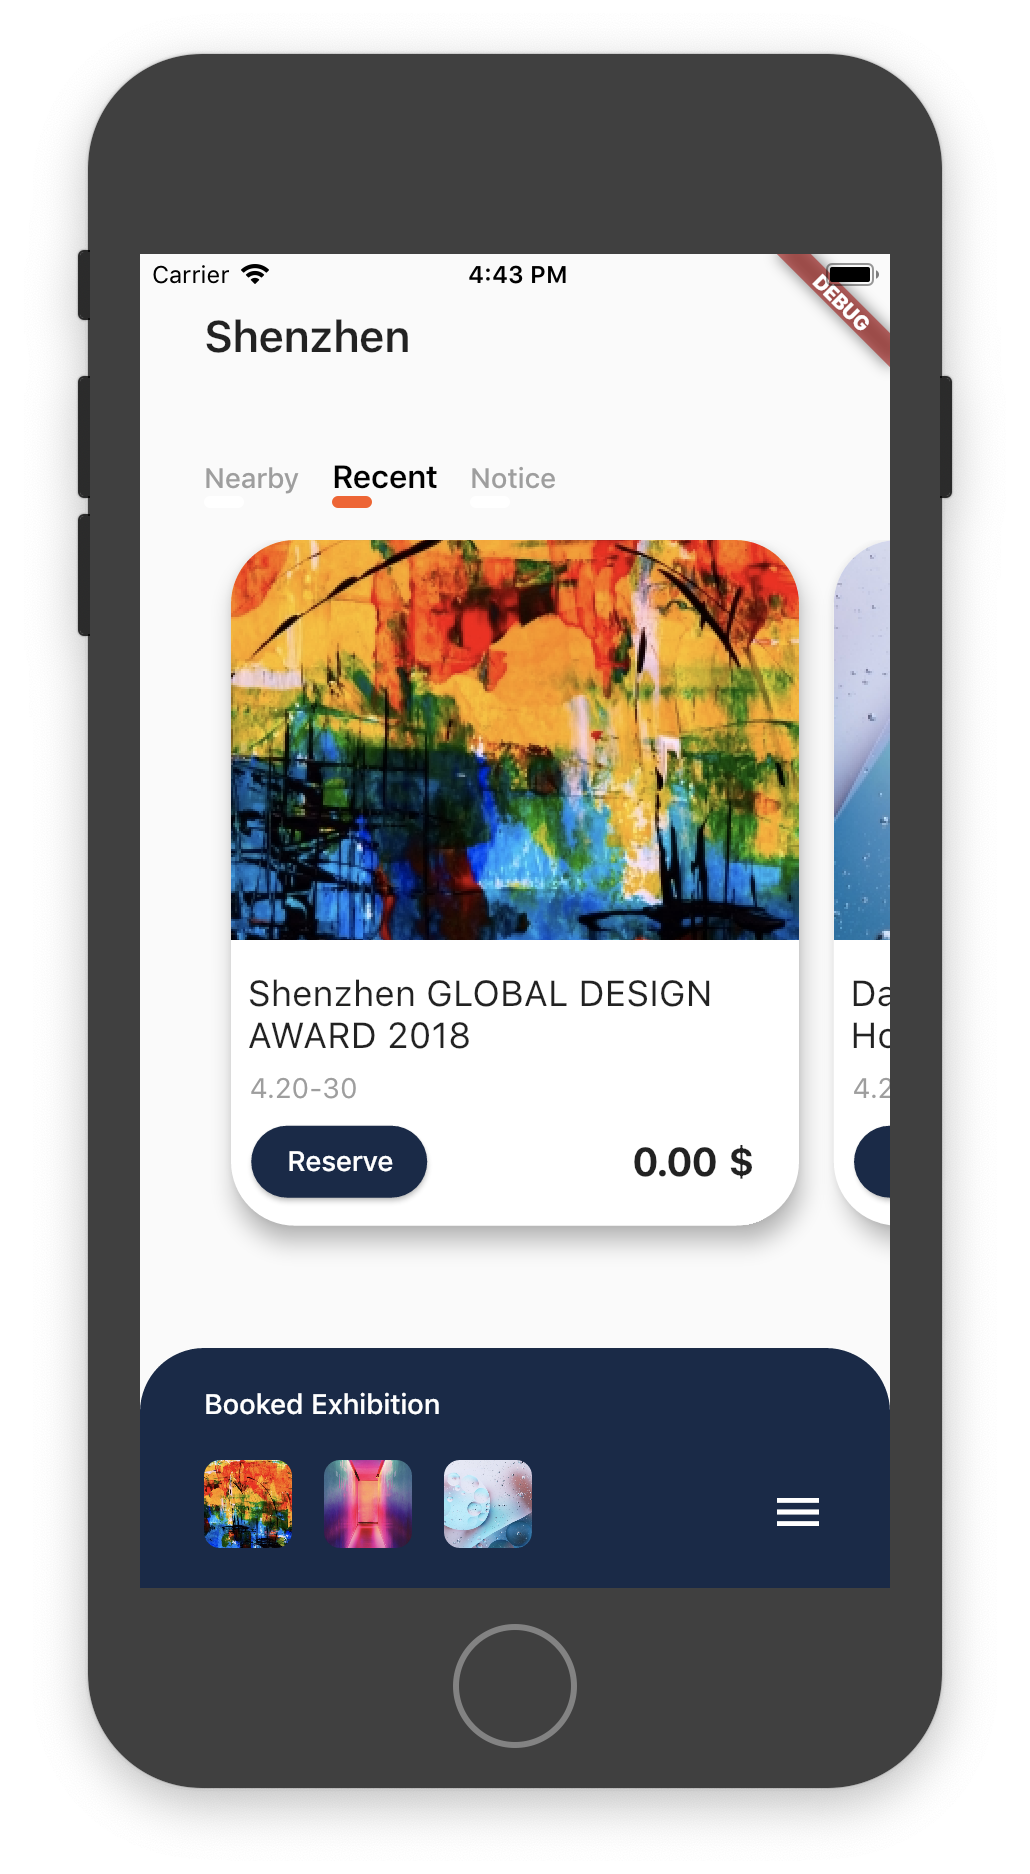 Carrier 4:43 PM
DEBUG
Shenzhen
Nearby Recent Notice
Shenzhen GLOBAL DESIGN
AWARD 2018
4.20-30
Reserve 0.00 $
Da
Ho
4.2
Booked Exhibition